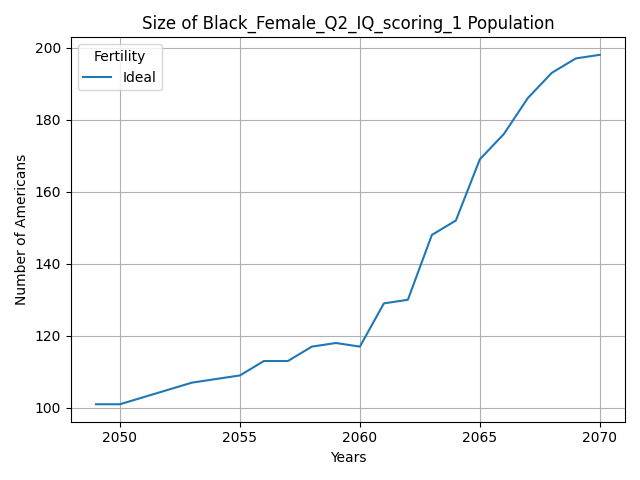 Size of Black_Female_Q2_IQ_scoring_1 Population
Fertility
Ideal
200
180
160
140
120
100
Number of Americans
2050
2055
2060
2065
2070
Years